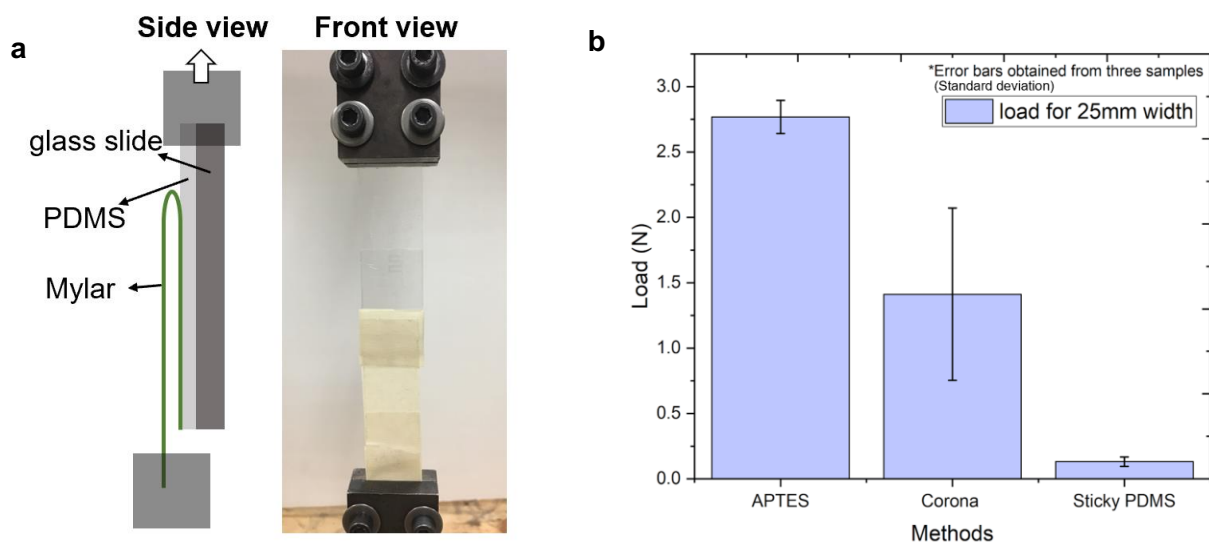 a
Side view
Front view
glass slide
PDMS
Mylar
b
*Error bars obtained from three samples
(Standard deviation)
load for 25mm width
Load (N)
3.0
2.5
2.0
1.5
1.0
0.5
0.0
APTES
Corona
Sticky PDMS
Methods